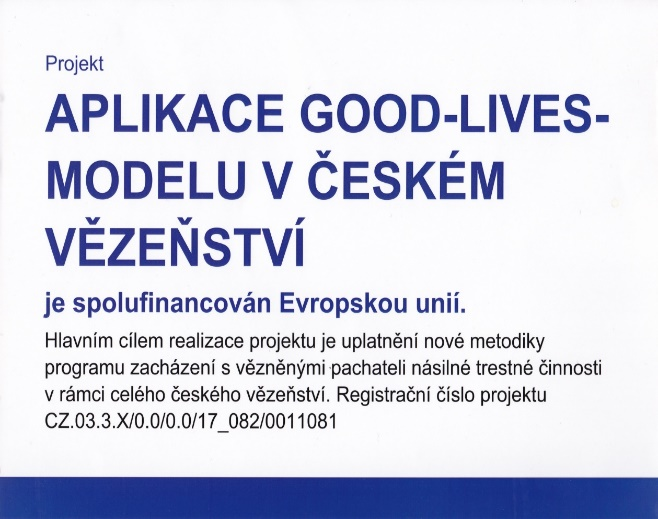 Projekt
APLIKACE GOOD-LIVES-
MODELU V ČESKÉM
VĚZEŇSTVÍ
je spolufinancován Evropskou unií.
Hlavním cílem realizace projektu je uplatnění nové metodiky
programu zacházení s vězněnými pachateli násilné trestné činnosti
v rámci celého českého vězeňství. Registrační číslo projektu
CZ.03.3.X/0.0/0.0/17_082/0011081